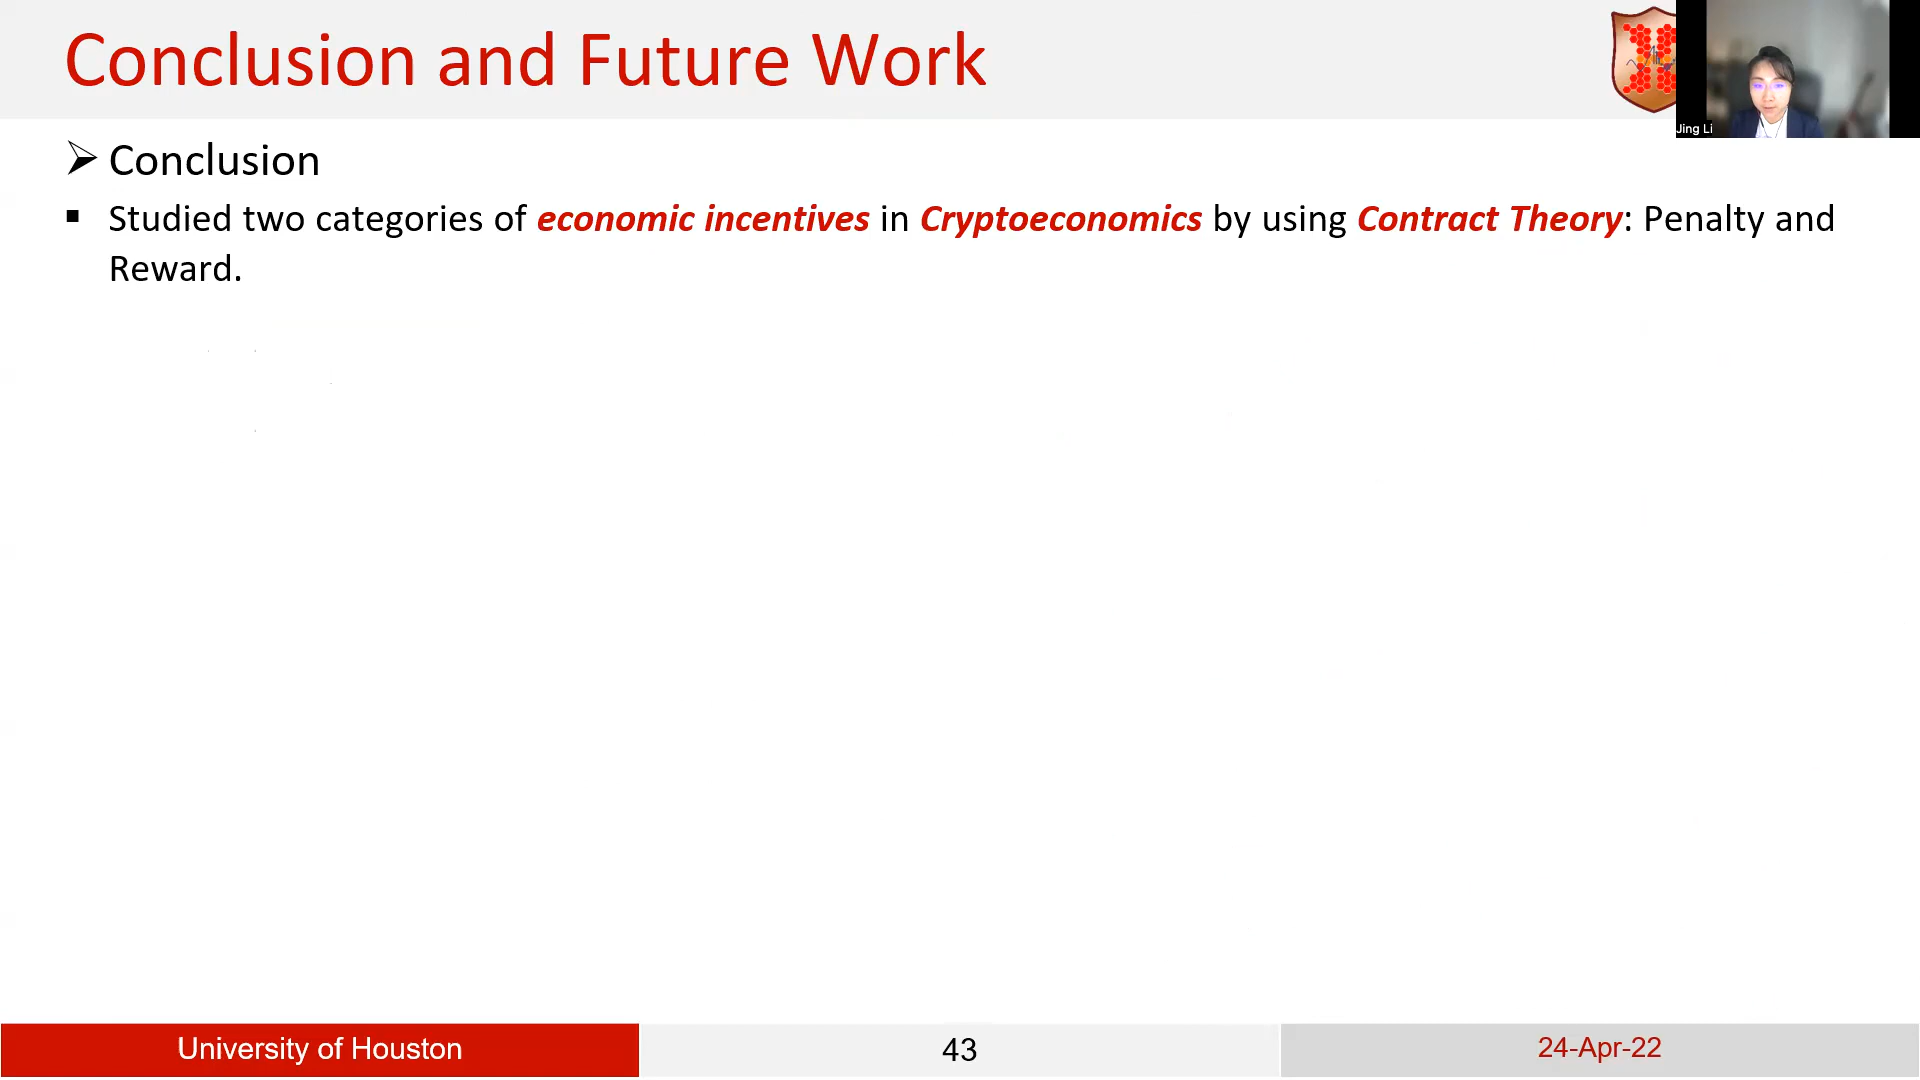 Conclusion and Future Work
Jing Li
Conclusion
Studied two categories of economic incentives in Cryptoeconomics by using Contract Theory: Penalty and
Reward.
University of Houston
43
24-Apr-22